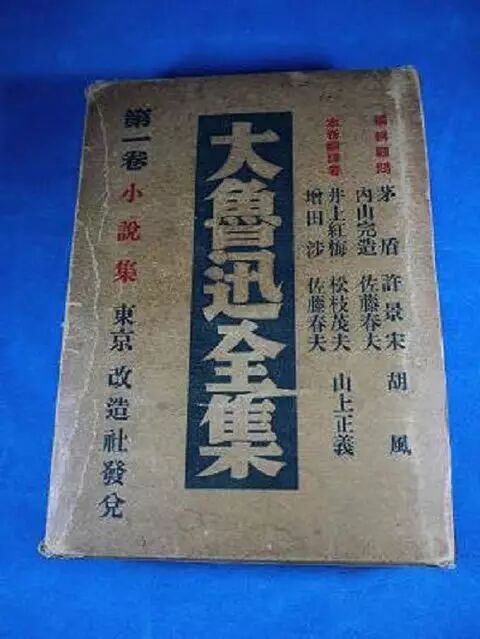 編輯顧問
茅盾 許景宋 胡風
內山完造 佐藤春夫
本卷翻譯者
井上紅梅 松枝茂夫 山上正義
增田涉 佐藤春夫
大魯迅全集
第一卷 小說集 東京 改造社發兌